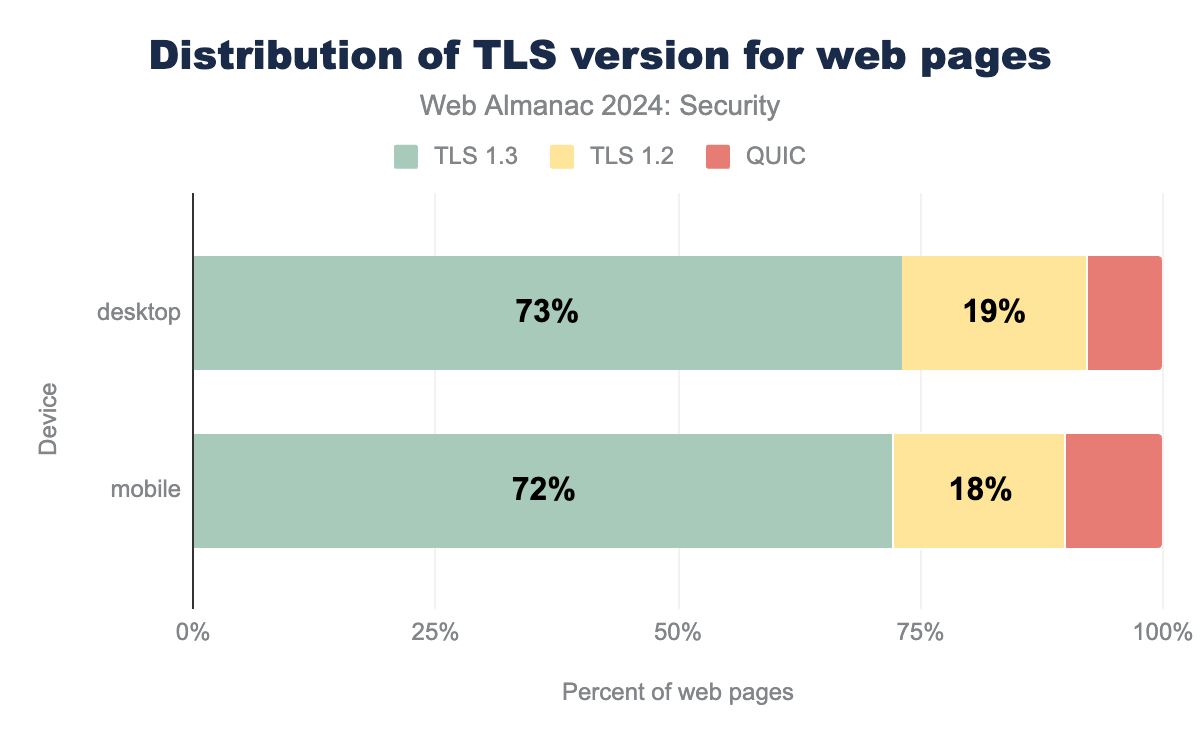 Distribution of TLS version for web pages
Web Almanac 2024: Security
TLS 1.3 TLS 1.2 QUIC
desktop 73% 19%
Device
mobile 72% 18%
0% 25% 50% 75% 100%
Percent of web pages